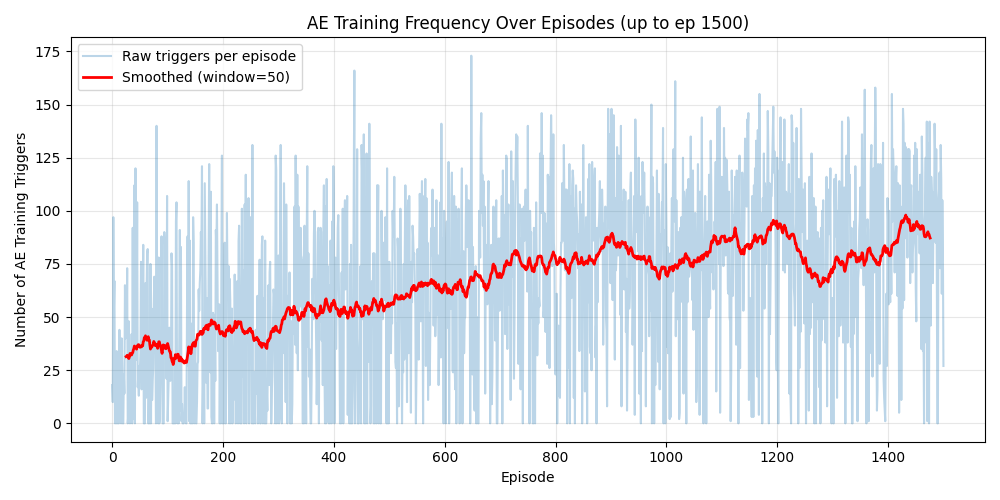 AE Training Frequency Over Episodes (up to ep 1500)
Raw triggers per episode
Smoothed (window=50)
Number of AE Training Triggers
175
150
125
100
75
50
25
0
0 200 400 600 800 1000 1200 1400
Episode